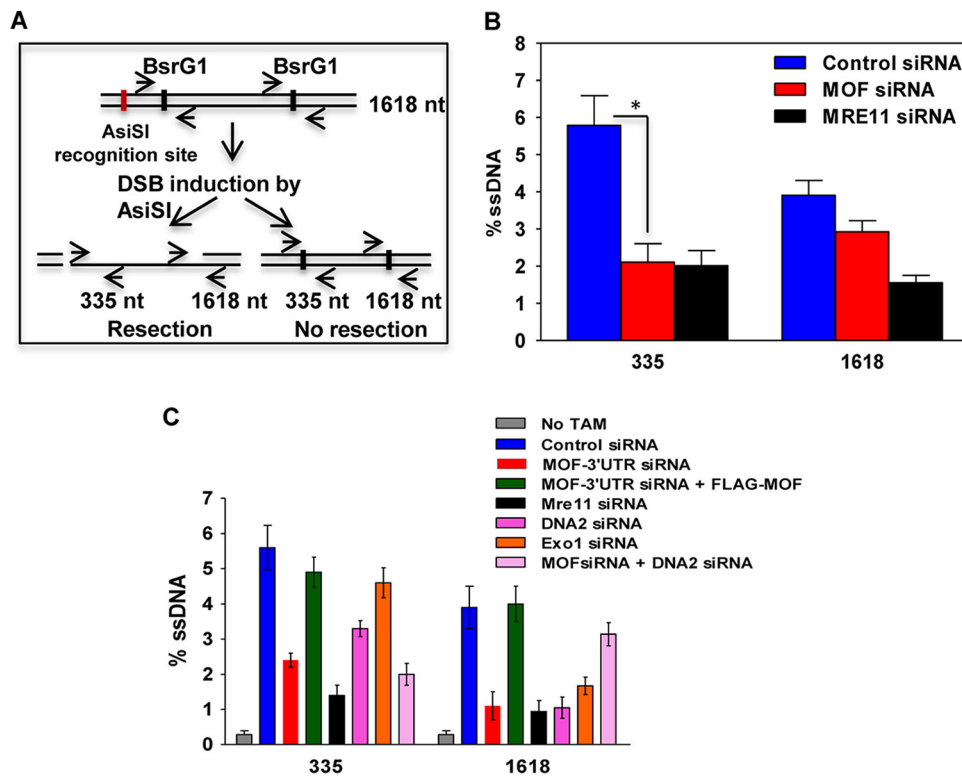 A
BsrG1 BsrG1
1618 nt
AsiSI
recognition site
DSB induction by
AsiSI
335 nt 1618 nt 335 nt 1618 nt
Resection No resection
B
Control siRNA
MOF siRNA
MRE11 siRNA
*
% ssDNA
8
7
6
5
4
3
2
1
0
335 1618
C
No TAM
Control siRNA
MOF-3'UTR siRNA
MOF-3'UTR siRNA + FLAG-MOF
Mre11 siRNA
DNA2 siRNA
Exo1 siRNA
MOFsiRNA + DNA2 siRNA
% ssDNA
7
6
5
4
3
2
1
0
335 1618